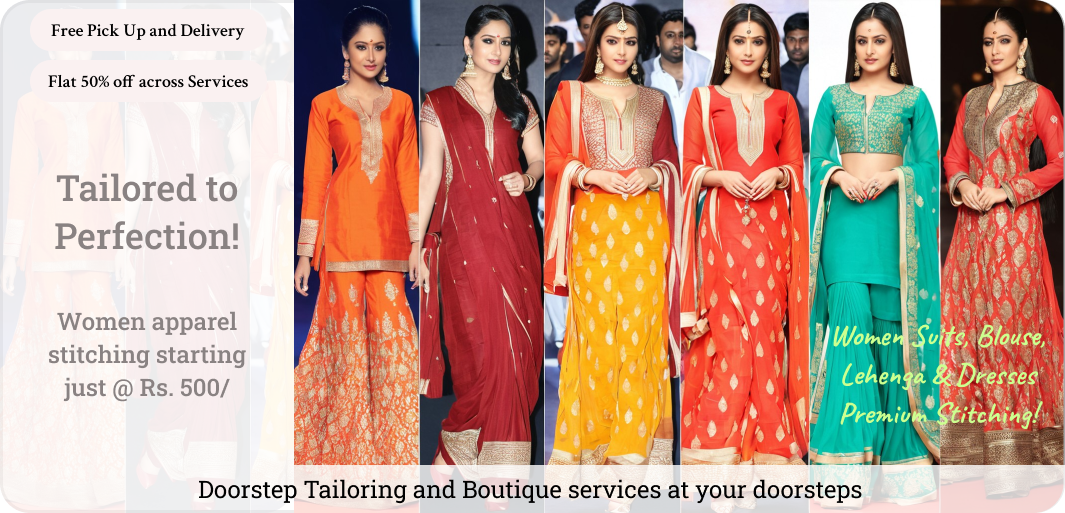 Free Pick Up and Delivery
Flat 50% off across Services
Tailored to
Perfection!
Women apparel
stitching starting
just @ Rs. 500/
Women Suits, Blouse,
Lehenga & Dresses
Premium Stitching!
Doorstep Tailoring and Boutique services at your doorsteps